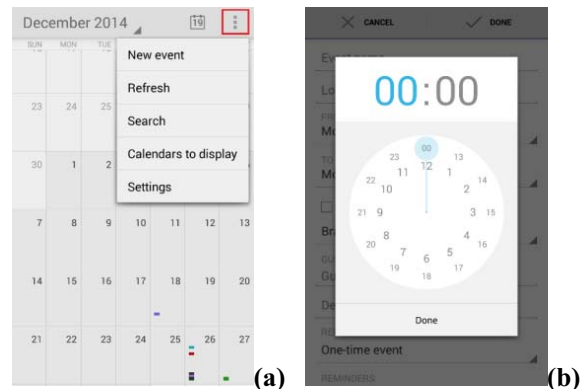 December 2014 19
SUN MON TUE
New event
Refresh
Search
Calendars to display
Settings
23 24 25
30 1 2
7 8 9 10 11 12 13
14 15 16 17 18 19 20
21 22 23 24 25 26 27
(a)
CANCEL DONE
Event name
00:00
00
23 13
12
11 1
22 14
10 2
21 9 3 15
8 4
20 16
7 5
6
19 17
18
Done
One-time event
REMINDERS
(b)